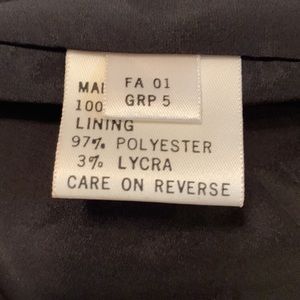 FA 01
GRP 5
MA
100
LINING
97% POLYESTER
3% LYCRA
CARE ON REVERSE